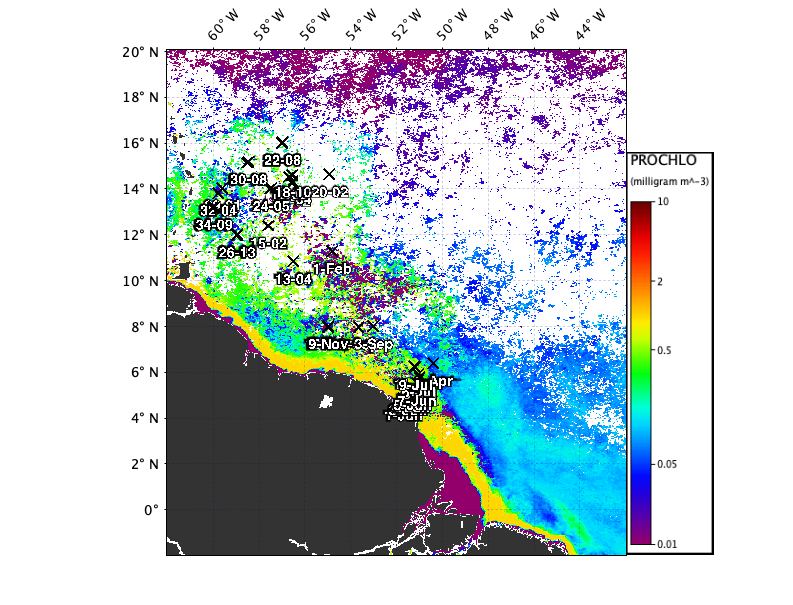 60° W 58° W 56° W 54° W 52° W 50° W 48° W 46° W 44° W
20° N
18° N
16° N
14° N
12° N
10° N
8° N
6° N
4° N
2° N
0°
22-08
30-08
18-10
20-02
32-04
24-05
34-09
15-02
26-13
1-Feb
13-04
9-Nov
3-Sep
9-Jul
Apr
7-Jun
PROCHLO
(milligram m^-3)
10
2
0.5
0.05
0.01